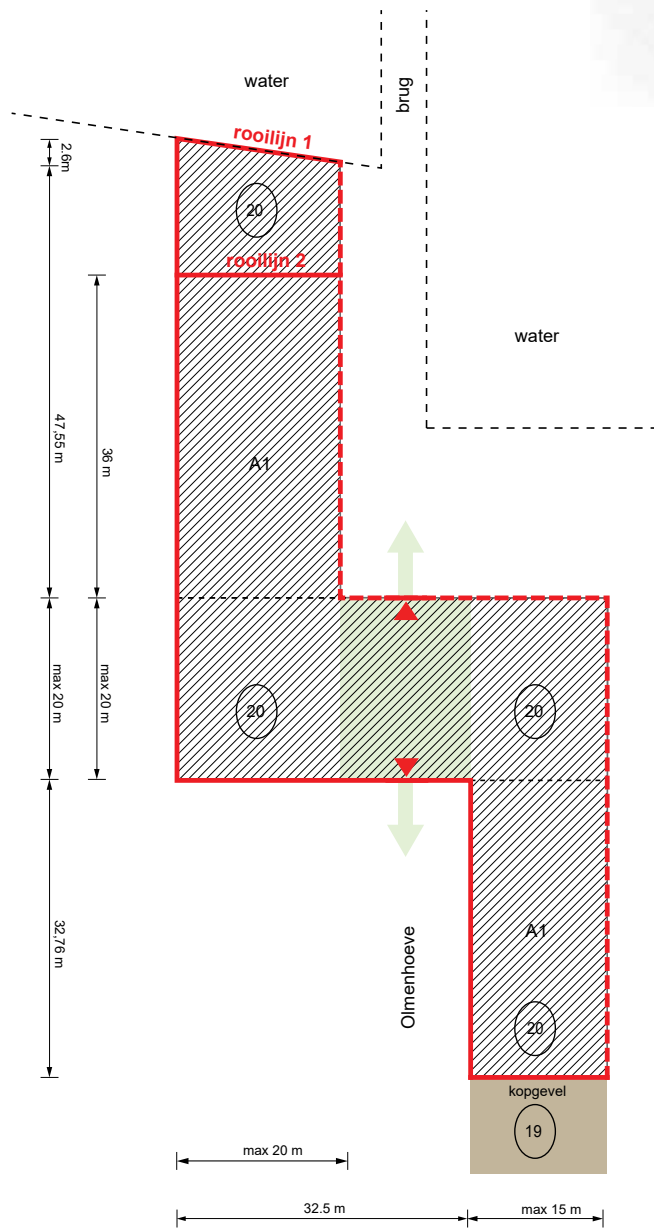 water
brug
rooilijn 1
2.6m
20
rooilijn 2
water
47,55 m
36 m
A1
max 20 m
max 20 m
20
20
32,76 m
Olmenhoeve
A1
20
kopgevel
19
max 20 m
32.5 m
max 15 m